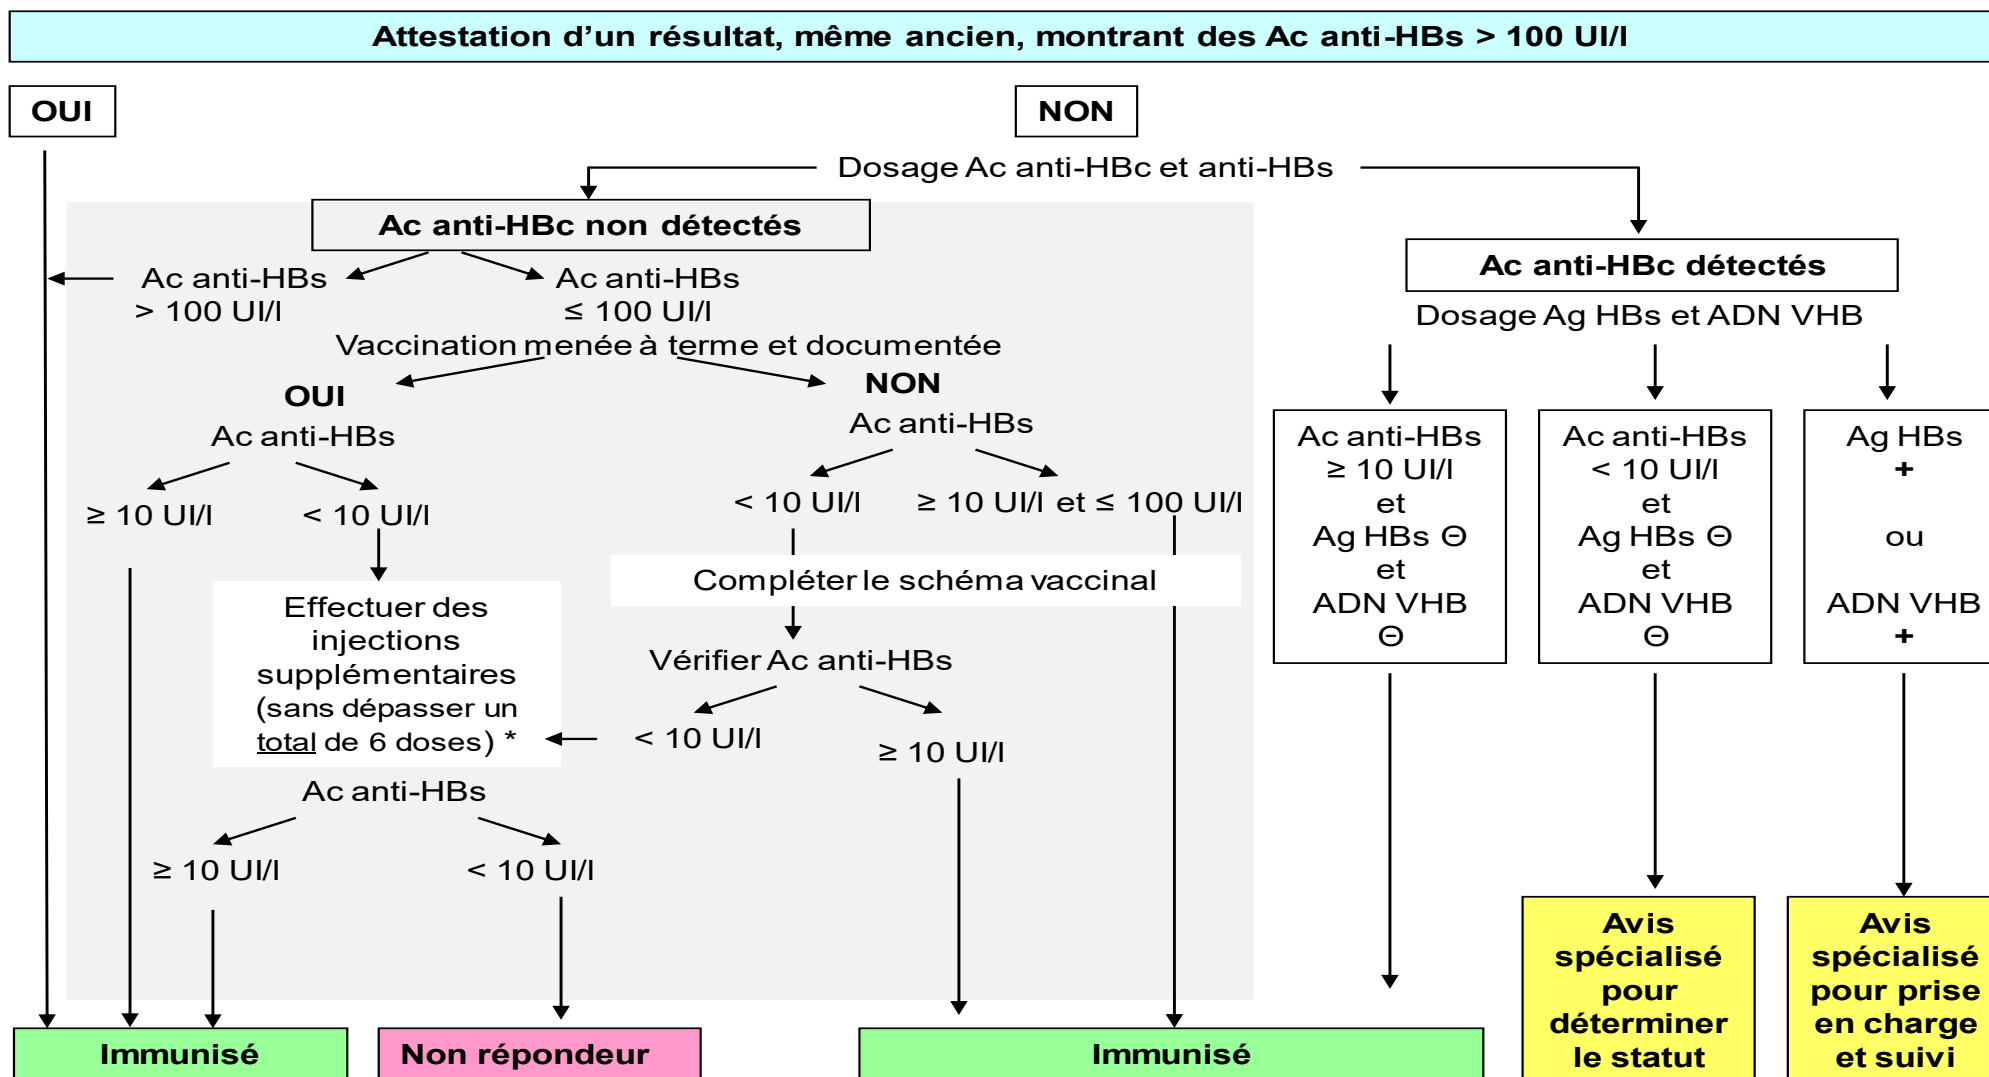 Attestation d’un résultat, même ancien, montrant des Ac anti-HBs > 100 UI/l
OUI
NON
Dosage Ac anti-HBc et anti-HBs
Ac anti-HBc non détectés
Ac anti-HBs
> 100 UI/l
Ac anti-HBs
≤ 100 UI/l
Vaccination menée à terme et documentée
OUI
Ac anti-HBs
≥ 10 UI/l
< 10 UI/l
Effectuer des
injections
supplémentaires
(sans dépasser un
total de 6 doses) *
Ac anti-HBs
≥ 10 UI/l
< 10 UI/l
NON
Ac anti-HBs
< 10 UI/l
≥ 10 UI/l et ≤ 100 UI/l
Compléter le schéma vaccinal
Vérifier Ac anti-HBs
< 10 UI/l
≥ 10 UI/l
Ac anti-HBc détectés
Dosage Ag HBs et ADN VHB
Ac anti-HBs
≥ 10 UI/l
et
Ag HBs Θ
et
ADN VHB
Θ
Ac anti-HBs
< 10 UI/l
et
Ag HBs Θ
et
ADN VHB
Θ
Ag HBs
+
ou
ADN VHB
+
Immunisé
Non répondeur
Immunisé
Avis
spécialisé
pour
déterminer
le statut
Avis
spécialisé
pour prise
en charge
et suivi